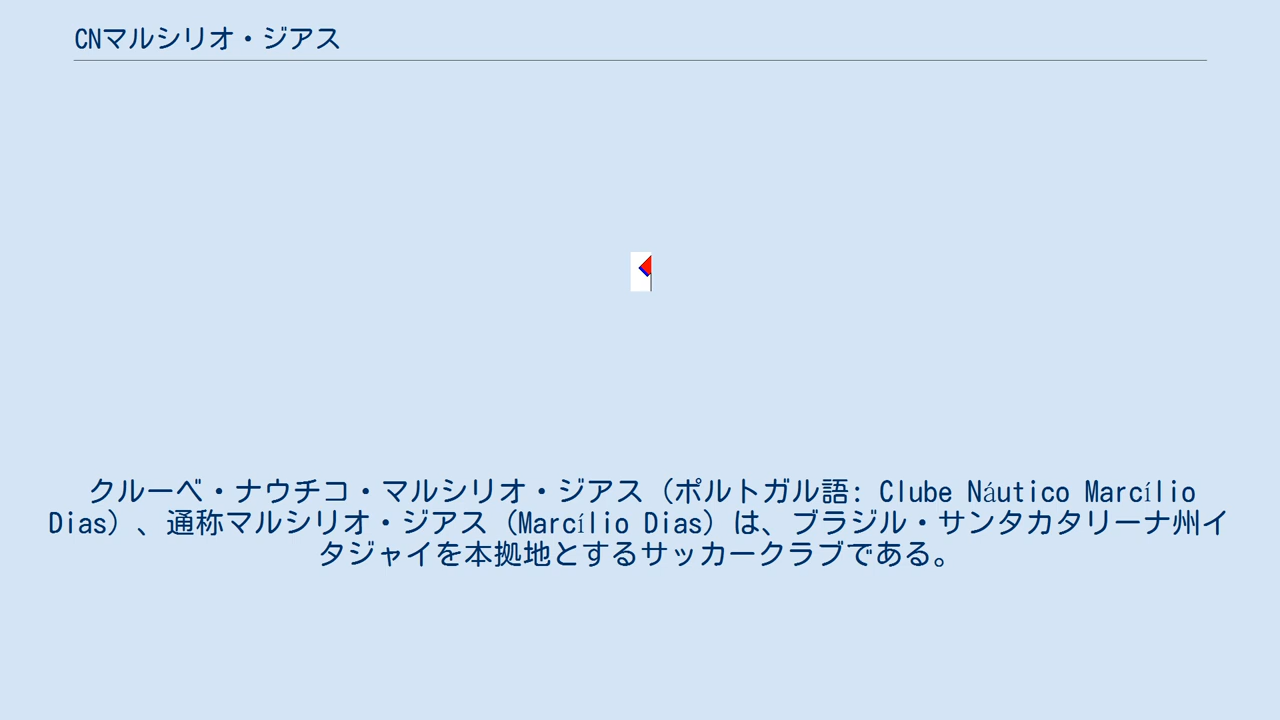 CNマルシリオ・ジアス
クルーベ・ナウチコ・マルシリオ・ジアス（ポルトガル語: Clube Náutico Marcílio
Dias）、通称マルシリオ・ジアス（Marcílio Dias）は、ブラジル・サンタカタリーナ州イ
タジャイを本拠地とするサッカークラブである。